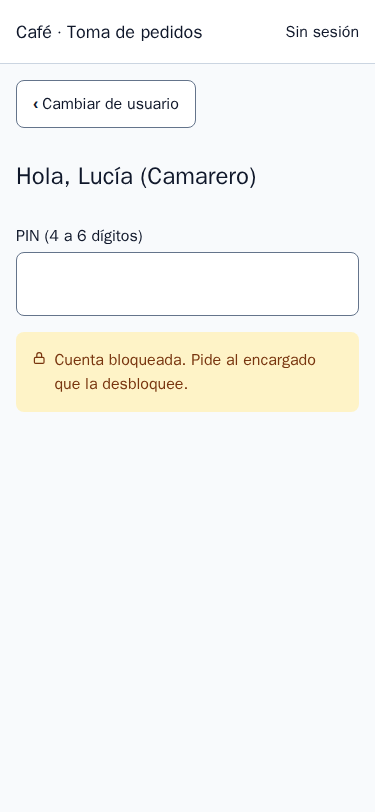 Café · Toma de pedidos
Sin sesión
‹ Cambiar de usuario
Hola, Lucía (Camarero)
PIN (4 a 6 dígitos)
Cuenta bloqueada. Pide al encargado
que la desbloquee.